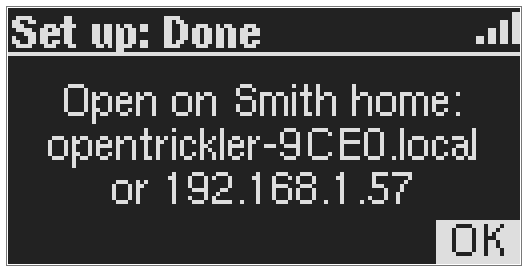 Set up: Done
Open on Smith home:
opentrickler-9CE0.local
or 192.168.1.57
OK